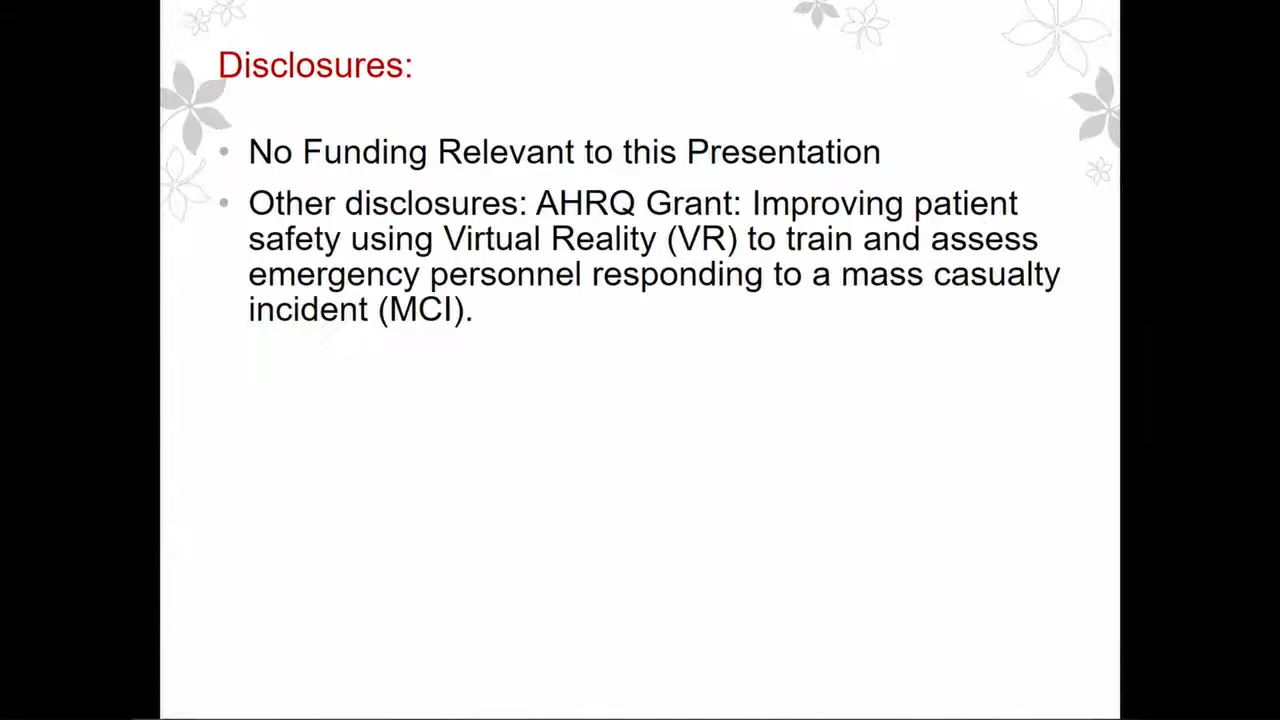 Disclosures:
• No Funding Relevant to this Presentation
• Other disclosures: AHRQ Grant: Improving patient
safety using Virtual Reality (VR) to train and assess
emergency personnel responding to a mass casualty
incident (MCI).